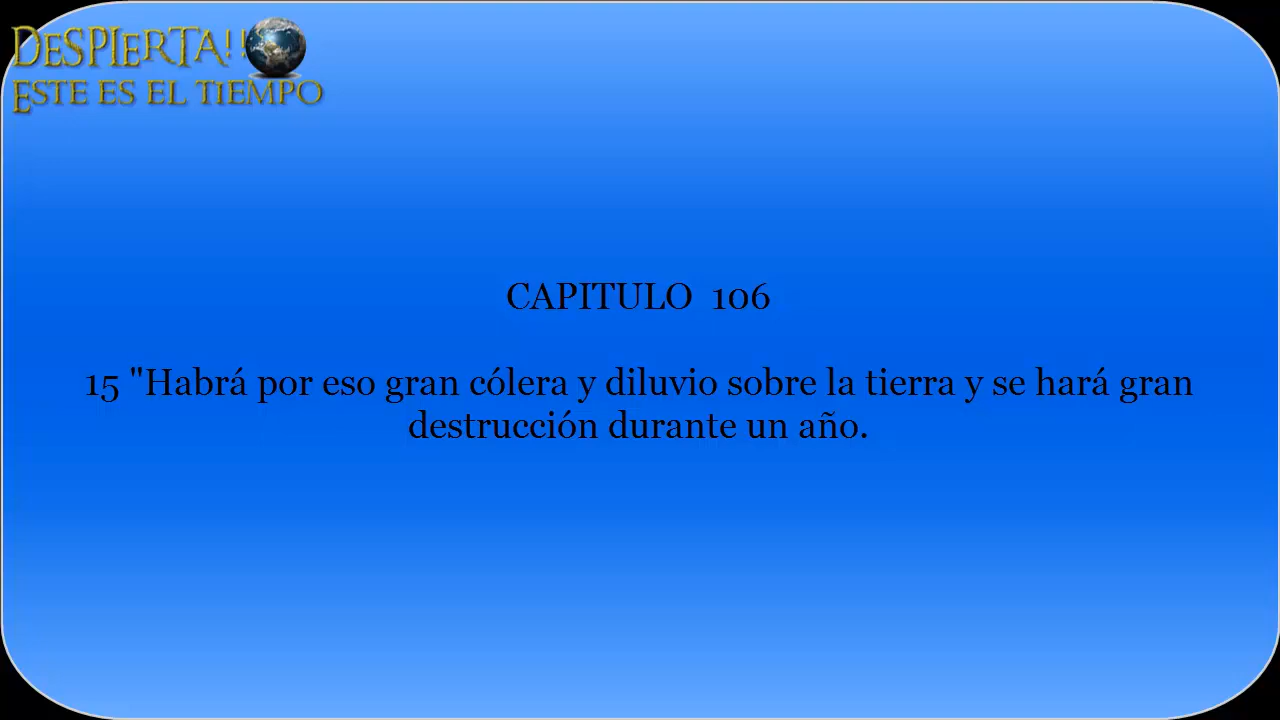 DESPIERTA!!
ESTE ES EL TIEMPO
CAPITULO 106
15 "Habrá por eso gran cólera y diluvio sobre la tierra y se hará gran
destrucción durante un año.